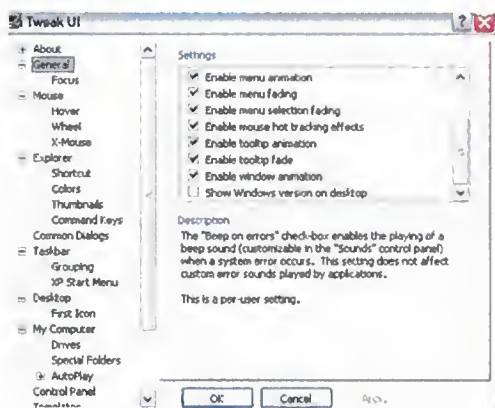 Tweak UI
About
General
Focus
Mouse
Hover
Wheel
X-Mouse
Explorer
Shortcut
Colors
Thumbnails
Command Keys
Common Dialogs
Taskbar
Grouping
XP Start Menu
Desktop
First Icon
My Computer
Drives
Special Folders
AutoPlay
Control Panel
Templates
Settings
Enable menu animation
Enable menu fading
Enable menu selection fading
Enable mouse hot tracking effects
Enable tooltip animation
Enable tooltip fade
Enable window animation
Show Windows version on desktop
Description
The "Beep on errors" check-box enables the playing of a
beep sound (customizable in the "Sounds" control panel)
when a system error occurs. This setting does not affect
custom error sounds played by applications.
This is a per-user setting.
OK
Cancel
Apply